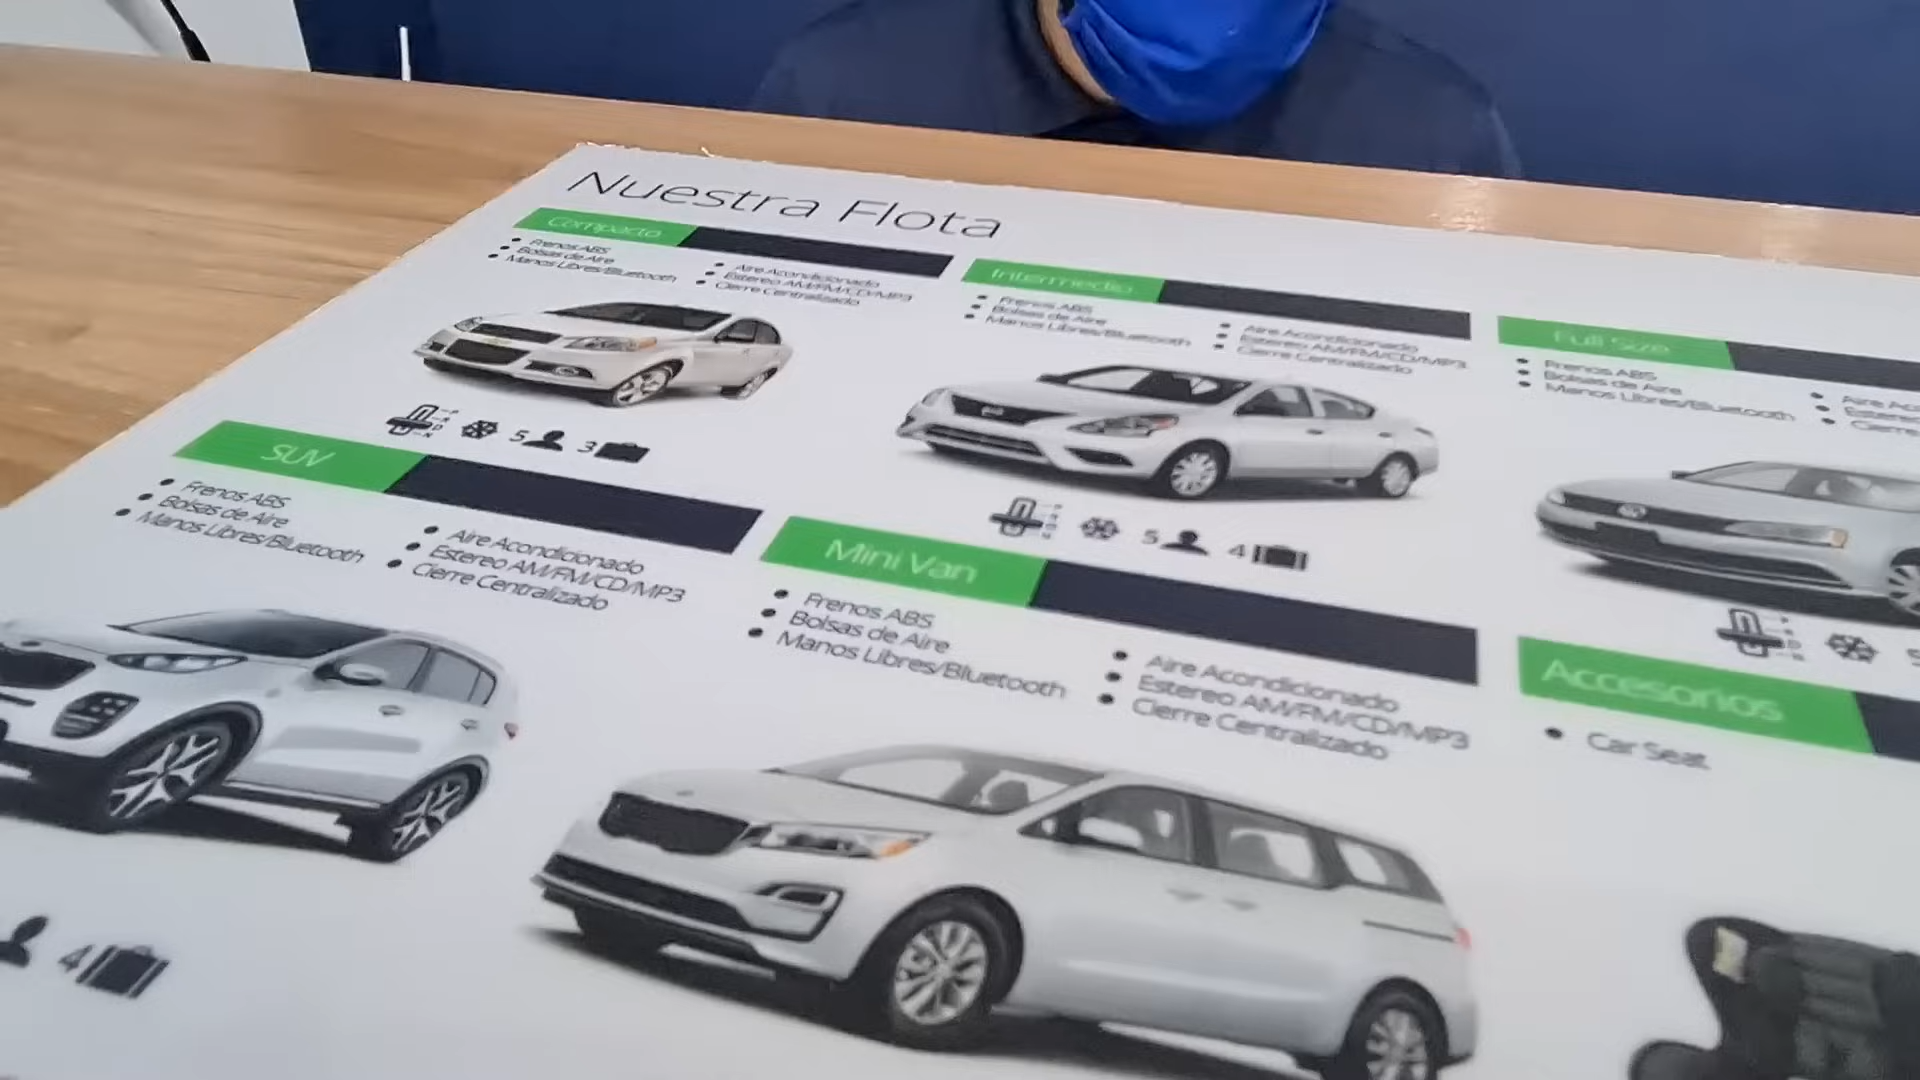 Nuestra Flota
Compacto
Frenos ABS
Bolsas de Aire
Manos Libres/Bluetooth
Aire Acondicionado
Estereo AM/FM/CD/MP3
Cierre Centralizado
5 3
Intermedio
Frenos ABS
Bolsas de Aire
Manos Libres/Bluetooth
Aire Acondicionado
Estereo AM/FM/CD/MP3
Cierre Centralizado
5 4
Full Size
Frenos ABS
Bolsas de Aire
Manos Libres/Bluetooth
SUV
Frenos ABS
Bolsas de Aire
Manos Libres/Bluetooth
Aire Acondicionado
Estereo AM/FM/CD/MP3
Cierre Centralizado
4
Mini Van
Frenos ABS
Bolsas de Aire
Manos Libres/Bluetooth
Aire Acondicionado
Estereo AM/FM/CD/MP3
Cierre Centralizado
Accesorios
Car Seat